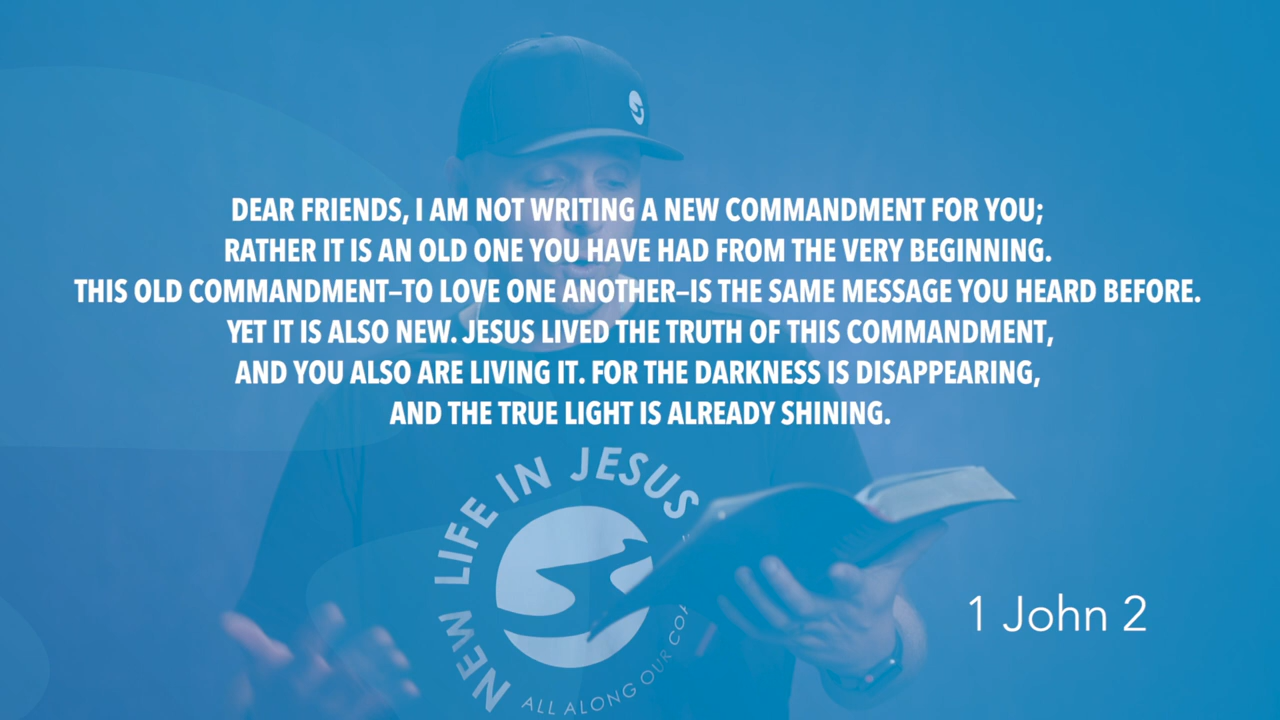 DEAR FRIENDS, I AM NOT WRITING A NEW COMMANDMENT FOR YOU;
RATHER IT IS AN OLD ONE YOU HAVE HAD FROM THE VERY BEGINNING.
THIS OLD COMMANDMENT–TO LOVE ONE ANOTHER–IS THE SAME MESSAGE YOU HEARD BEFORE.
YET IT IS ALSO NEW. JESUS LIVED THE TRUTH OF THIS COMMANDMENT,
AND YOU ALSO ARE LIVING IT. FOR THE DARKNESS IS DISAPPEARING,
AND THE TRUE LIGHT IS ALREADY SHINING.
NEW LIFE IN JESUS
ALL ALONG OUR
1 John 2